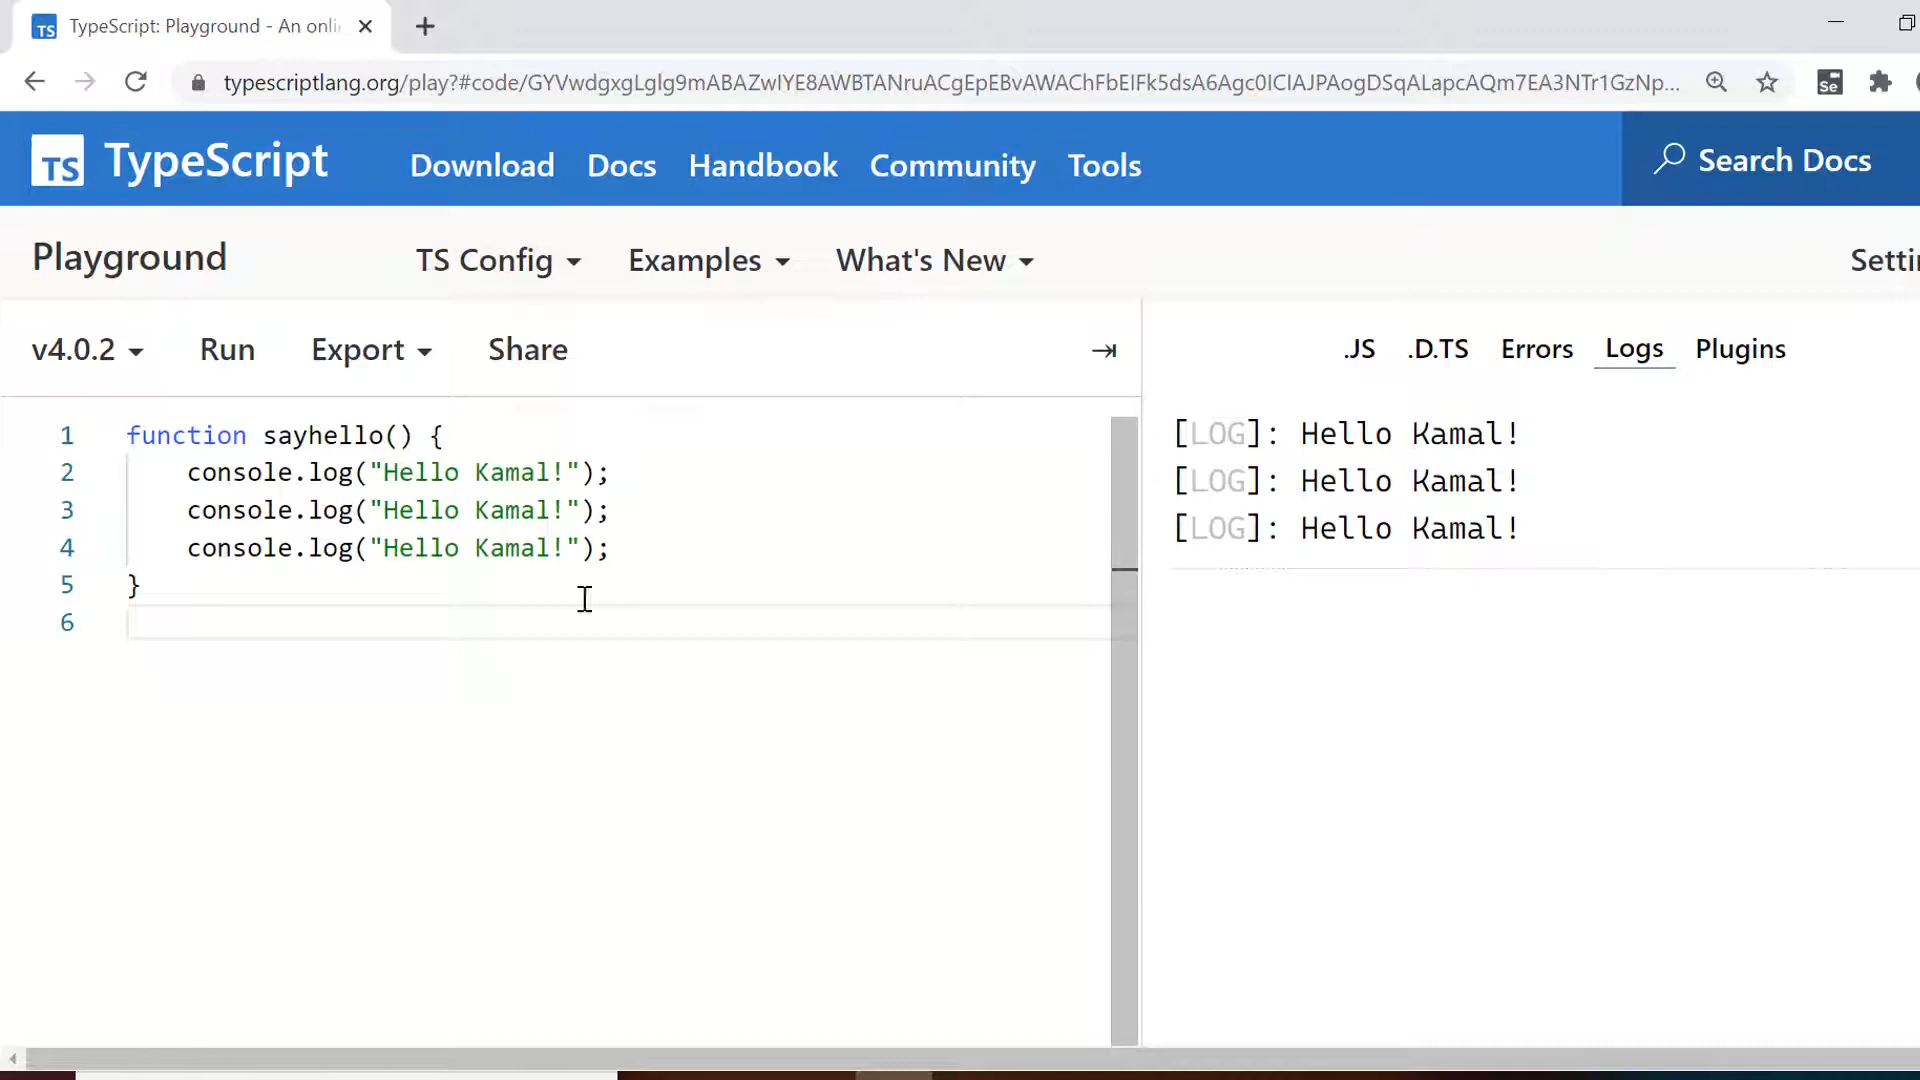 TS TypeScript: Playground - An onli
typescriptlang.org/play?#code/GYVwdgxgLglg9mABAZwIYE8AWBTANruACgEpEBvAWAChFbEIFk5dsA6Agc0ICIAJPAogDSqALapcAQm7EA3NTr1GzNp... Se
TS TypeScript Download Docs Handbook Community Tools Search Docs
Playground TS Config Examples What's New Setti
v4.0.2 Run Export Share .JS .D.TS Errors Logs Plugins
1 function sayhello() {
2 console.log("Hello Kamal!");
3 console.log("Hello Kamal!");
4 console.log("Hello Kamal!");
5 }
6
[LOG]: Hello Kamal!
[LOG]: Hello Kamal!
[LOG]: Hello Kamal!